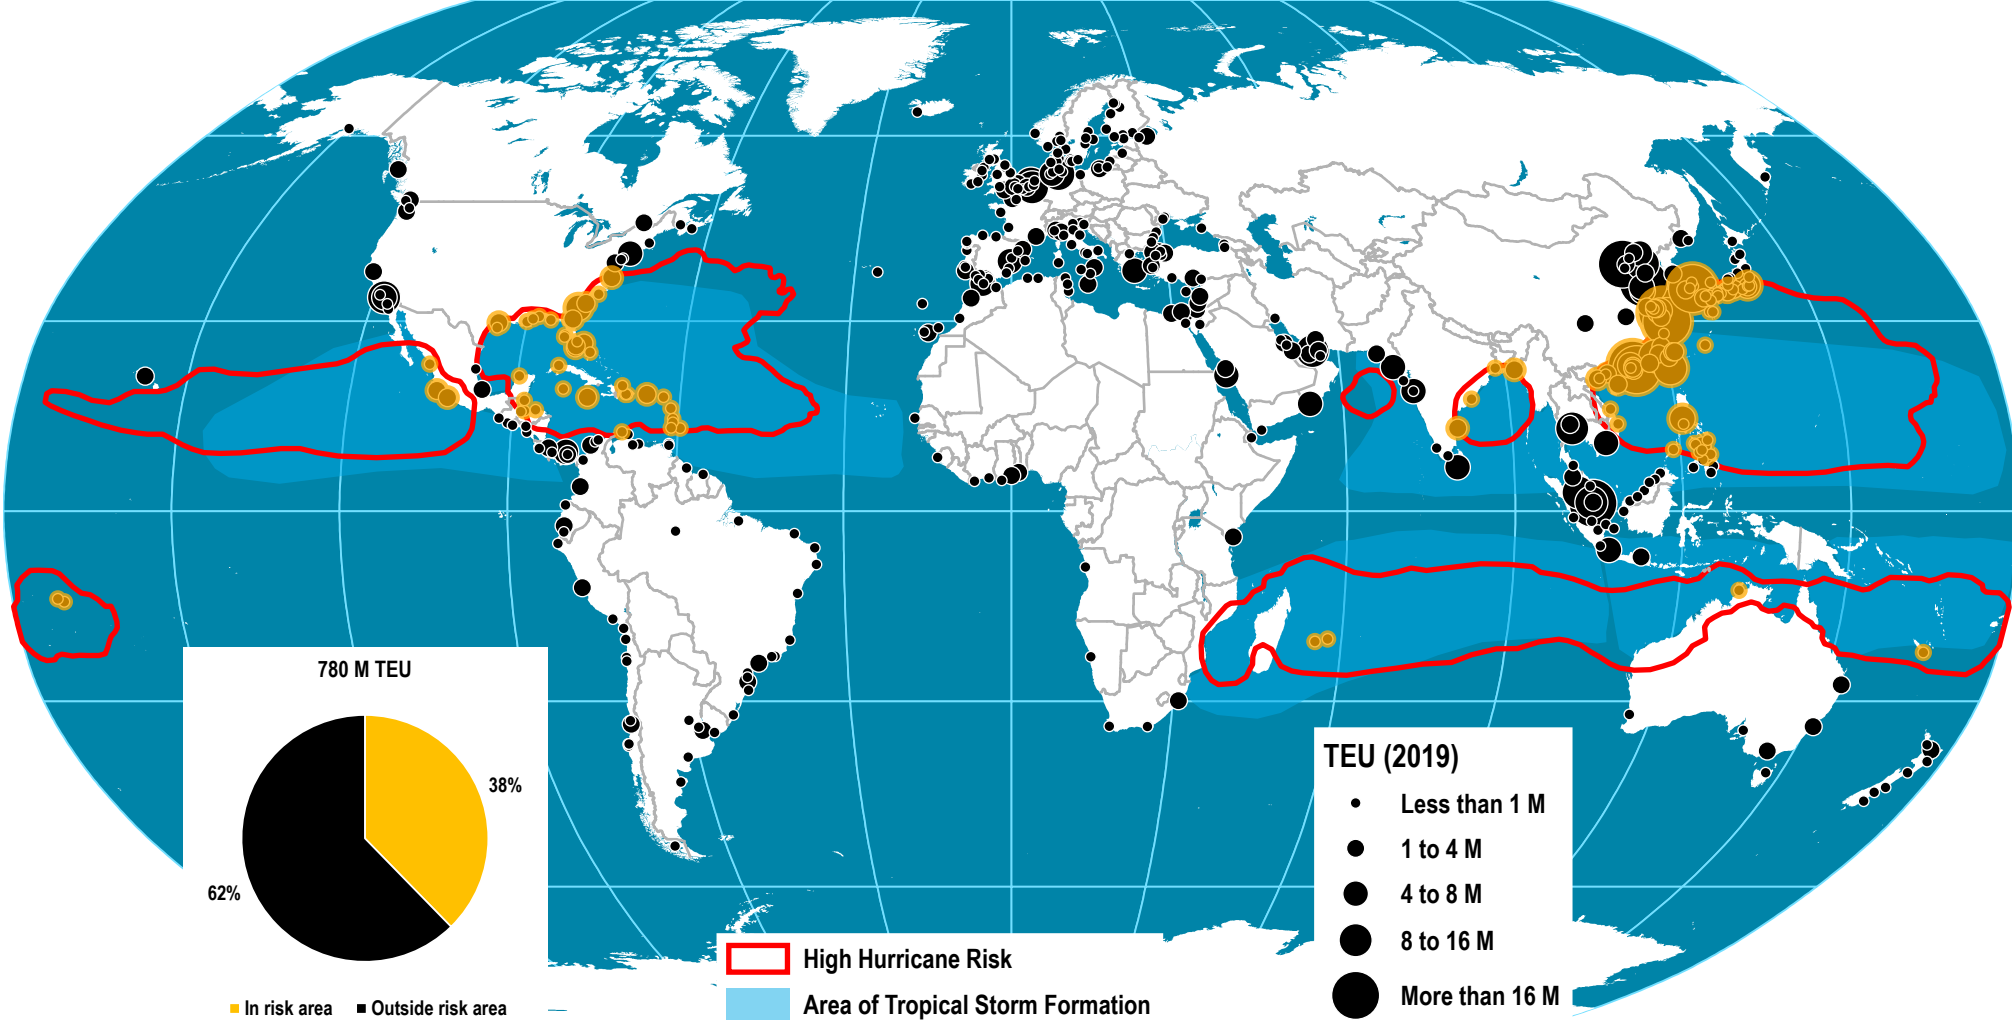 780 M TEU
38%
62%
In risk area
Outside risk area
High Hurricane Risk
Area of Tropical Storm Formation
TEU (2019)
Less than 1 M
1 to 4 M
4 to 8 M
8 to 16 M
More than 16 M